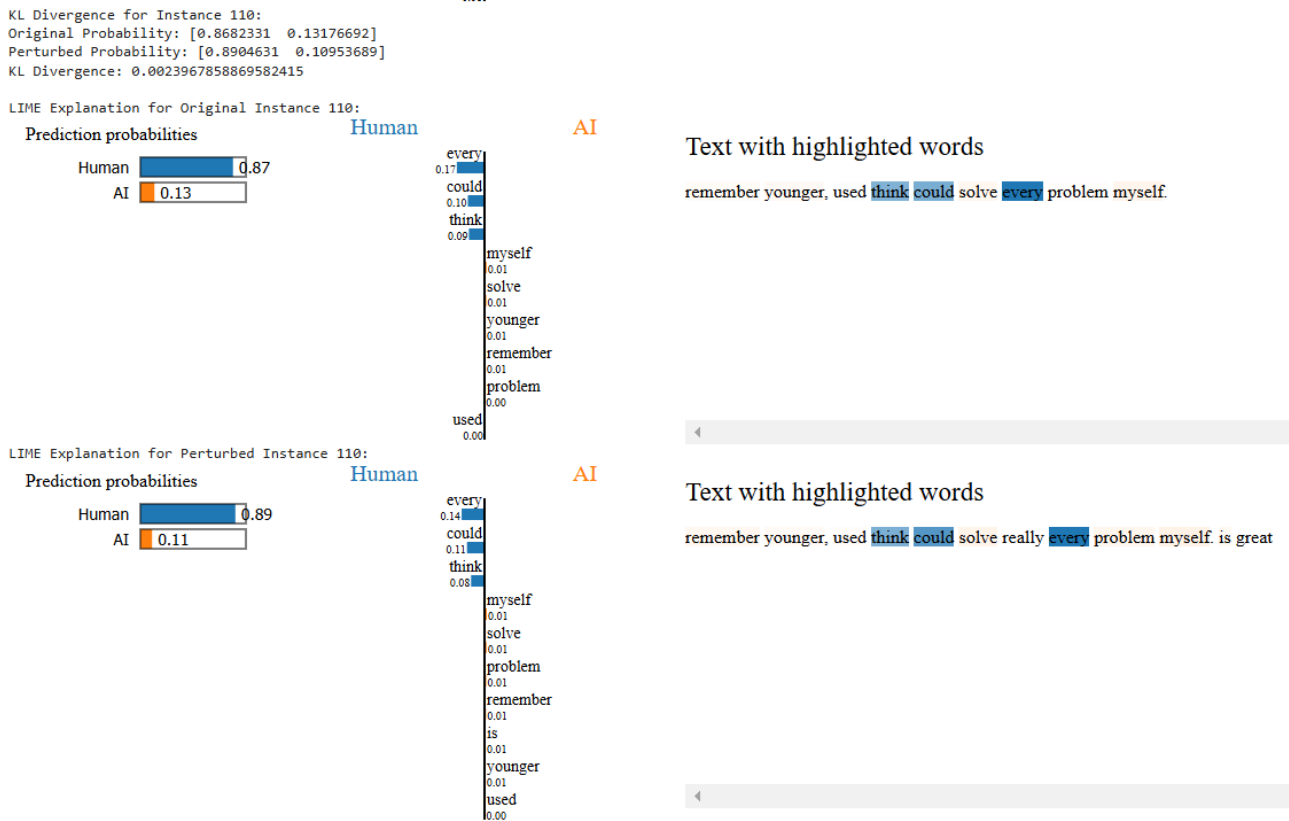 KL Divergence for Instance 110:
Original Probability: [0.8682331  0.13176692]
Perturbed Probability: [0.8904631  0.10953689]
KL Divergence: 0.0023967858869582415
LIME Explanation for Original Instance 110:
Prediction probabilities
Human 0.87
AI 0.13
Human AI
every
0.17
could
0.10
think
0.09
myself
0.01
solve
0.01
younger
0.01
remember
0.01
problem
0.00
used
0.00
Text with highlighted words
remember younger, used think could solve every problem myself.
LIME Explanation for Perturbed Instance 110:
Prediction probabilities
Human 0.89
AI 0.11
Human AI
every
0.14
could
0.11
think
0.08
myself
0.01
solve
0.01
problem
0.01
remember
0.01
is
0.01
younger
0.01
used
0.00
Text with highlighted words
remember younger, used think could solve really every problem myself. is great